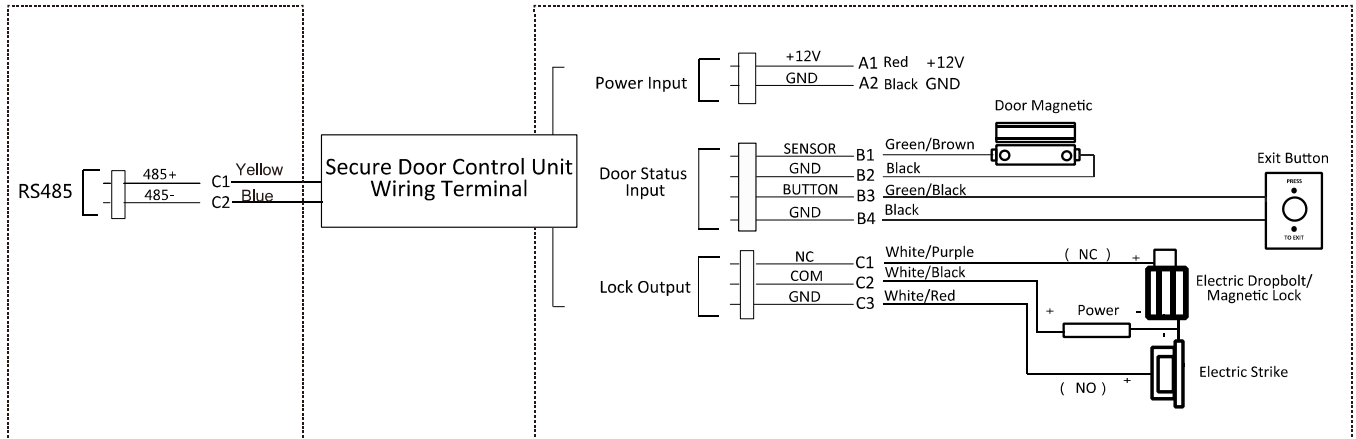 RS485
485+
C1
Yellow
485-
C2
Blue
Secure Door Control Unit
Wiring Terminal
Power Input
+12V
A1 Red +12V
GND
A2 Black GND
Door Status
Input
SENSOR
B1
Green/Brown
GND
B2
Black
BUTTON
B3
Green/Black
GND
B4
Black
Door Magnetic
Exit Button
PRESS
TO EXIT
Lock Output
NC
C1
White/Purple
( NC ) +
COM
C2
White/Black
GND
C3
White/Red
Electric Dropbolt/
Magnetic Lock
+ Power -
-
Electric Strike
( NO ) +